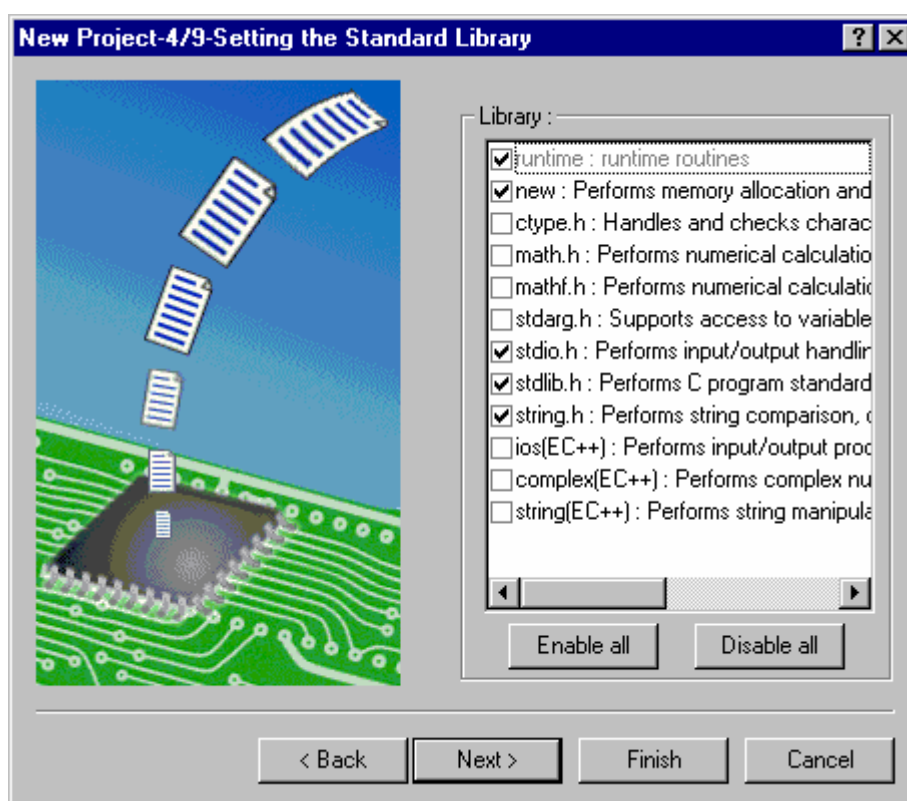 New Project-4/9-Setting the Standard Library
Library :
runtime : runtime routines
new : Performs memory allocation and
ctype.h : Handles and checks charac
math.h : Performs numerical calculatio
mathf.h : Performs numerical calculatic
stdarg.h : Supports access to variable
stdio.h : Performs input/output handlin
stdlib.h : Performs C program standard
string.h : Performs string comparison, c
ios(EC++) : Performs input/output proc
complex(EC++) : Performs complex nu
string(EC++) : Performs string manipula
Enable all Disable all
< Back Next > Finish Cancel